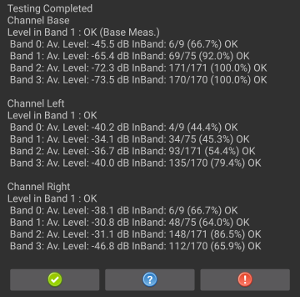 Testing Completed
Channel Base
Level in Band 1 : OK (Base Meas.)
Band 0: Av. Level: -45.5 dB InBand: 6/9 (66.7%) OK
Band 1: Av. Level: -65.4 dB InBand: 69/75 (92.0%) OK
Band 2: Av. Level: -72.3 dB InBand: 171/171 (100.0%) OK
Band 3: Av. Level: -73.5 dB InBand: 170/170 (100.0%) OK
Channel Left
Level in Band 1 : OK
Band 0: Av. Level: -40.2 dB InBand: 4/9 (44.4%) OK
Band 1: Av. Level: -34.1 dB InBand: 34/75 (45.3%) OK
Band 2: Av. Level: -36.7 dB InBand: 93/171 (54.4%) OK
Band 3: Av. Level: -40.0 dB InBand: 135/170 (79.4%) OK
Channel Right
Level in Band 1 : OK
Band 0: Av. Level: -38.1 dB InBand: 6/9 (66.7%) OK
Band 1: Av. Level: -30.8 dB InBand: 48/75 (64.0%) OK
Band 2: Av. Level: -31.1 dB InBand: 148/171 (86.5%) OK
Band 3: Av. Level: -46.8 dB InBand: 112/170 (65.9%) OK